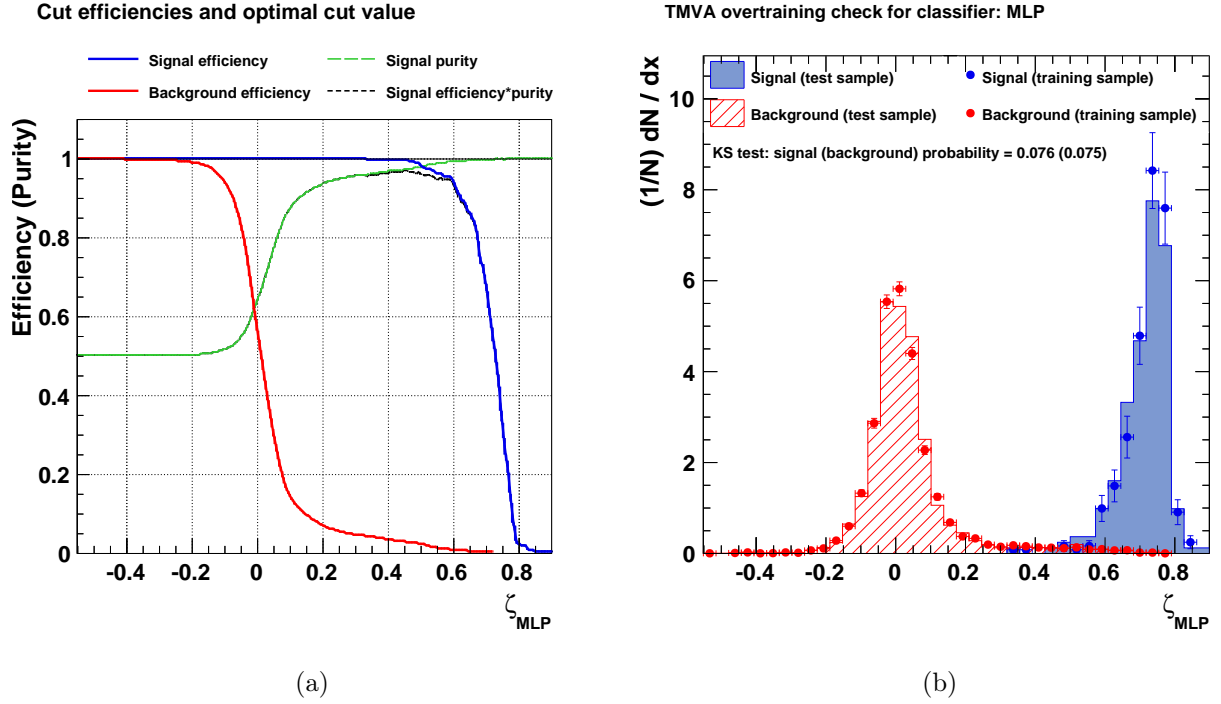 Cut efficiencies and optimal cut value
Signal efficiency
Signal purity
Background efficiency
Signal efficiency*purity
Efficiency (Purity)
1
0.8
0.6
0.4
0.2
0
-0.4 -0.2 0 0.2 0.4 0.6 0.8
ζMLP
(a)
TMVA overtraining check for classifier: MLP
Signal (test sample)
Signal (training sample)
Background (test sample)
Background (training sample)
KS test: signal (background) probability = 0.076 (0.075)
(1/N) dN / dx
10
8
6
4
2
0
-0.4 -0.2 0 0.2 0.4 0.6 0.8
ζMLP
(b)